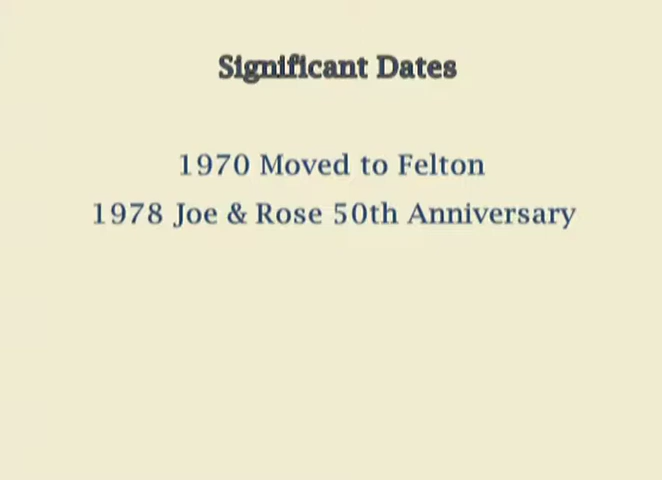 Significant Dates
1970 Moved to Felton
1978 Joe & Rose 50th Anniversary